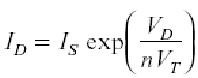 I_D = I_S exp(V_D / nV_T)